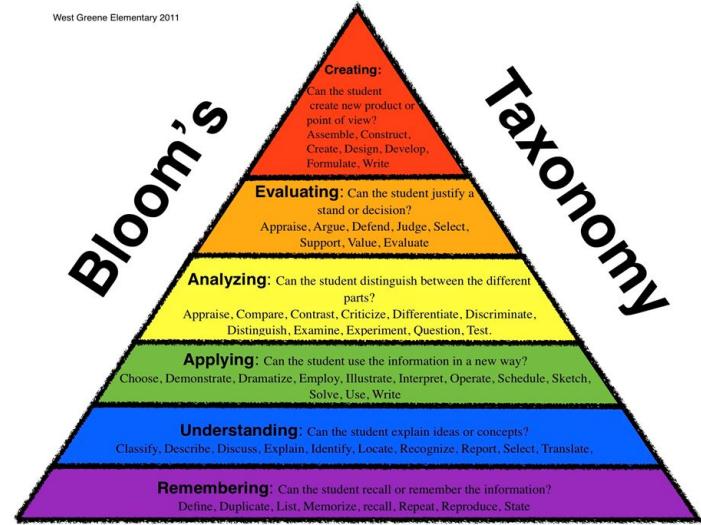 West Greene Elementary 2011
Bloom's
Taxonomy
Creating:
Can the student
create new product or
point of view?
Assemble, Construct,
Create, Design, Develop,
Formulate, Write
Evaluating: Can the student justify a
stand or decision?
Appraise, Argue, Defend, Judge, Select,
Support, Value, Evaluate
Analyzing: Can the student distinguish between the different
parts?
Appraise, Compare, Contrast, Criticize, Differentiate, Discriminate,
Distinguish, Examine, Experiment, Question, Test.
Applying: Can the student use the information in a new way?
Choose, Demonstrate, Dramatize, Employ, Illustrate, Interpret, Operate, Schedule, Sketch,
Solve, Use, Write
Understanding: Can the student explain ideas or concepts?
Classify, Describe, Discuss, Explain, Identify, Locate, Recognize, Report, Select, Translate,
Remembering: Can the student recall or remember the information?
Define, Duplicate, List, Memorize, recall, Repeat, Reproduce, State